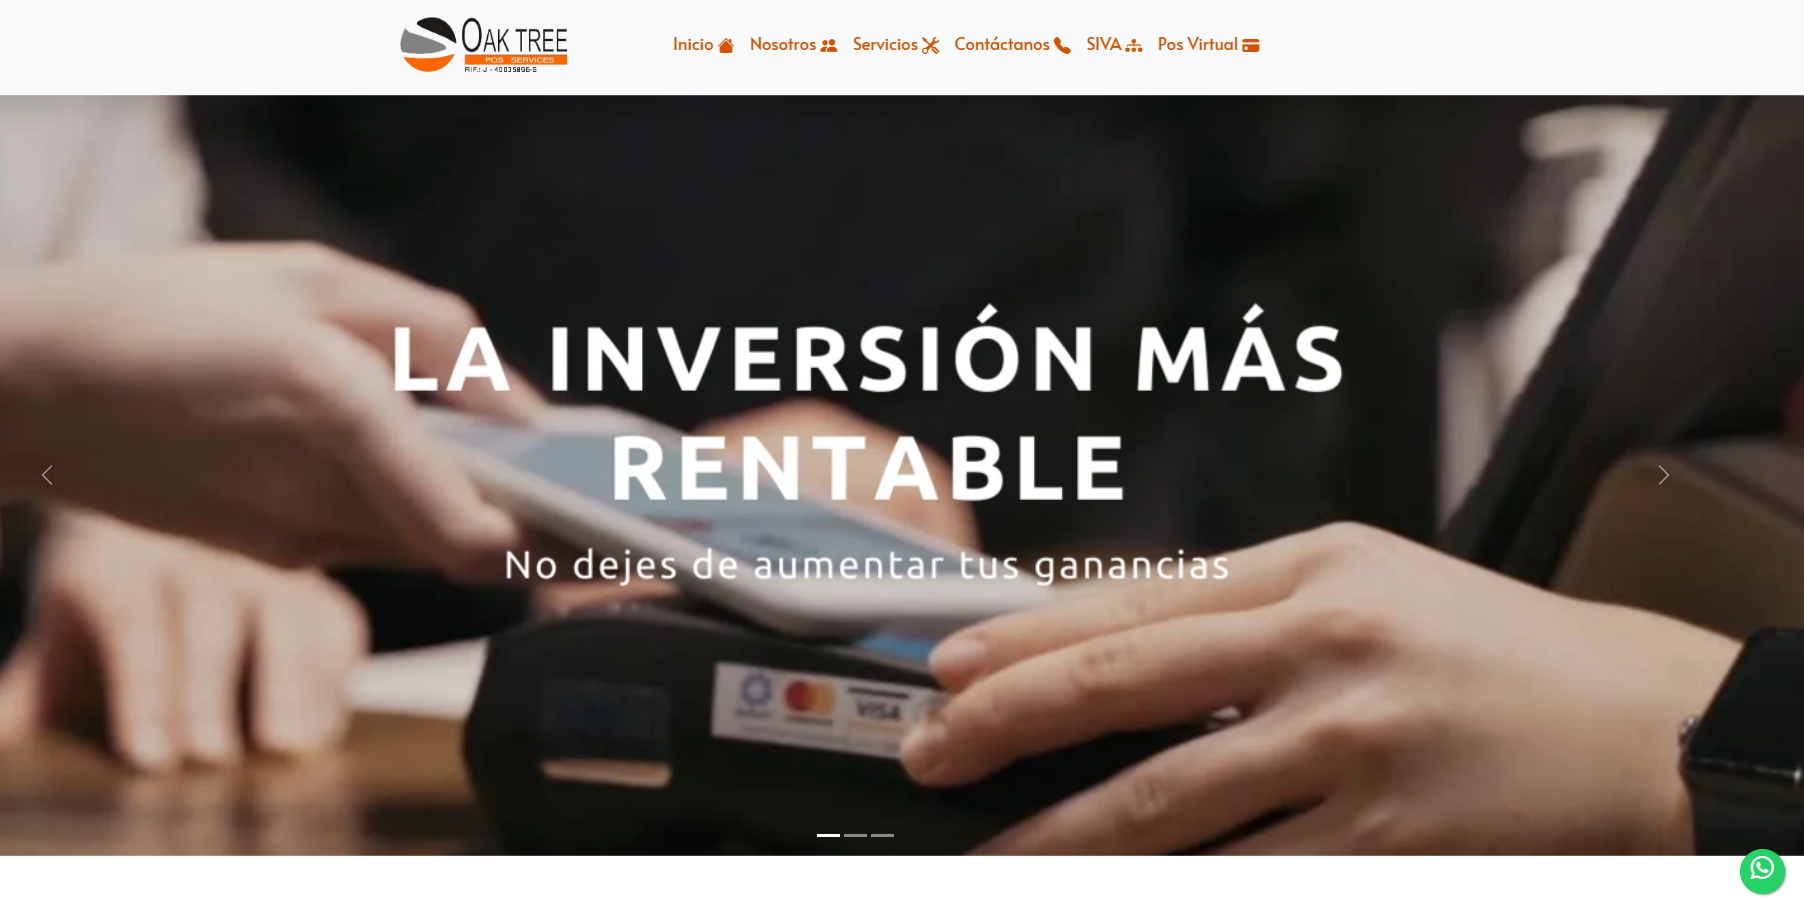 OAK TREE
POS SERVICES
RIF.: J - 40035896-5
Inicio
Nosotros
Servicios
Contáctanos
SIVA
Pos Virtual
LA INVERSIÓN MÁS
RENTABLE
No dejes de aumentar tus ganancias
VISA